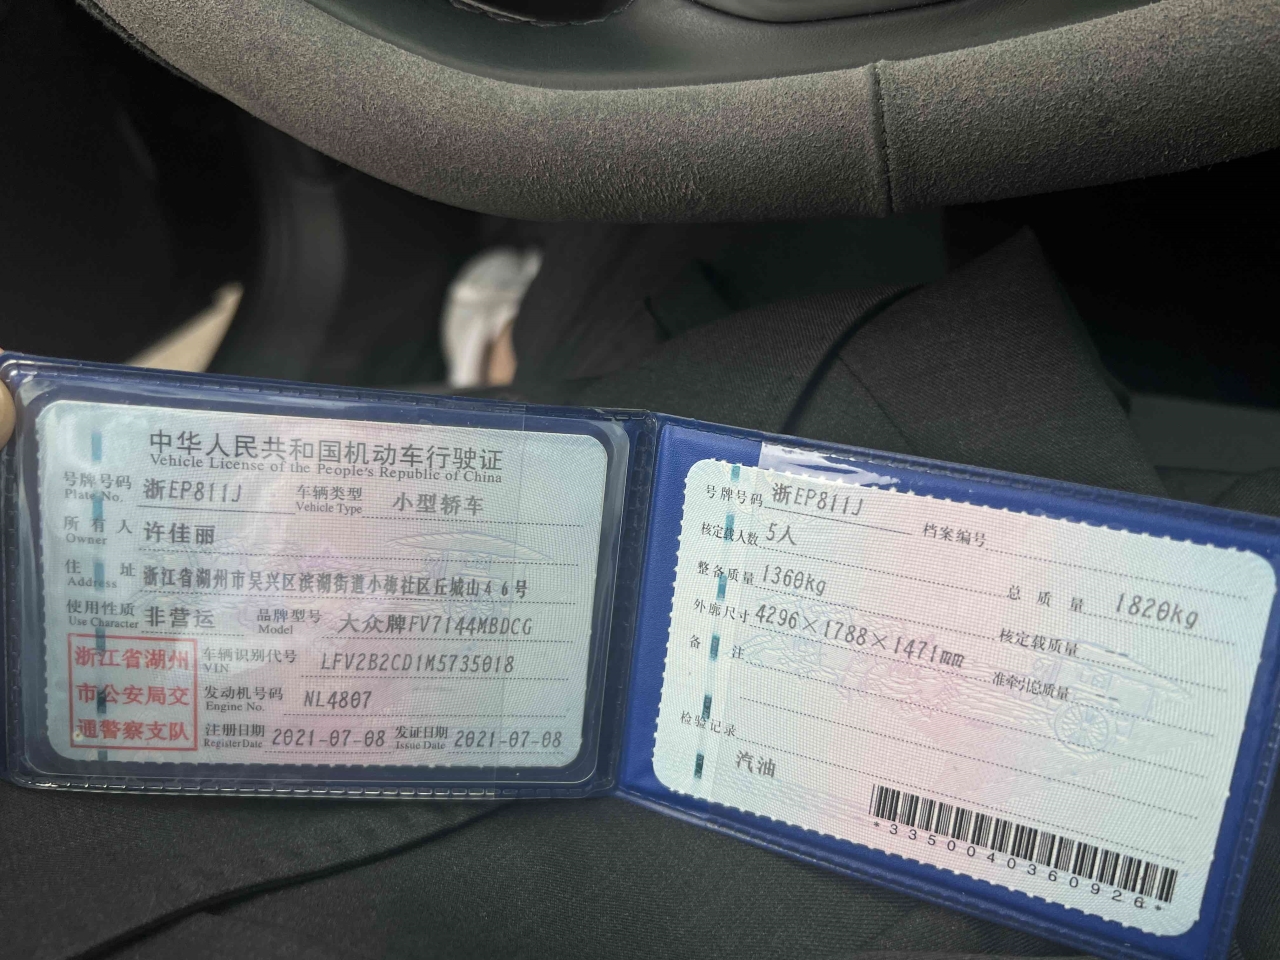 中华人民共和国机动车行驶证
Vehicle License of the People's Republic of China
号牌号码 浙EP811J 车辆类型 小型轿车
Plate No. Vehicle Type
所有人 许佳丽
Owner
住址 浙江省湖州市吴兴区滨湖街道小梅社区丘城山46号
Address
使用性质 非营运 品牌型号 大众牌FV7144MBDCG
Use Character Model
浙江省湖州市公安局交通警察支队
车辆识别代号 LFV2B2CD1M5735018
VIN
发动机号码 NL4807
Engine No.
注册日期 2021-07-08 发证日期 2021-07-08
Register Date Issue Date
号牌号码 浙EP811J 档案编号
核定载人数 5人 总质量 1820kg
整备质量 1360kg 核定载质量 --
外廓尺寸 4296×1788×1471mm 准牵引总质量 --
备注
检验记录
汽油
*3350040360926*